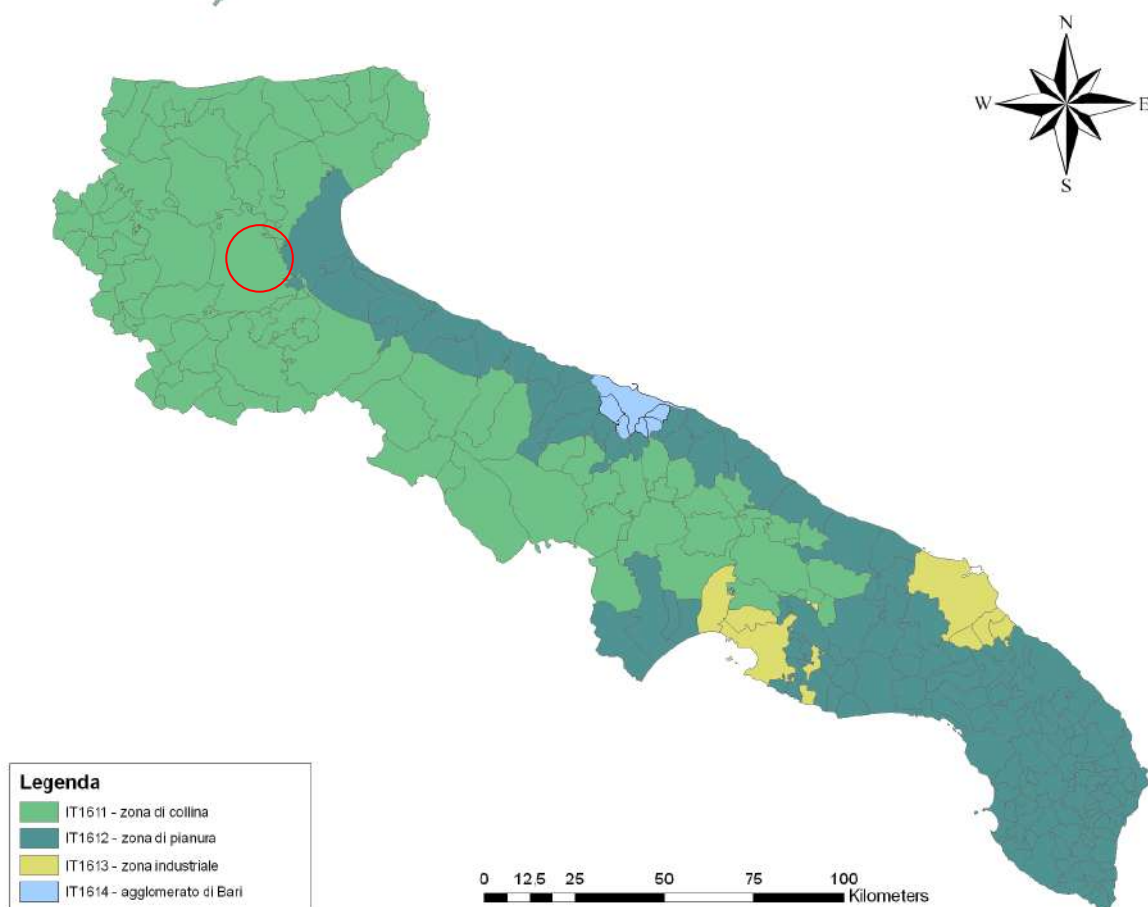 N
W E
S
Legenda
IT1611 - zona di collina
IT1612 - zona di pianura
IT1613 - zona industriale
IT1614 - agglomerato di Bari
0 12.5 25 50 75 100
Kilometers